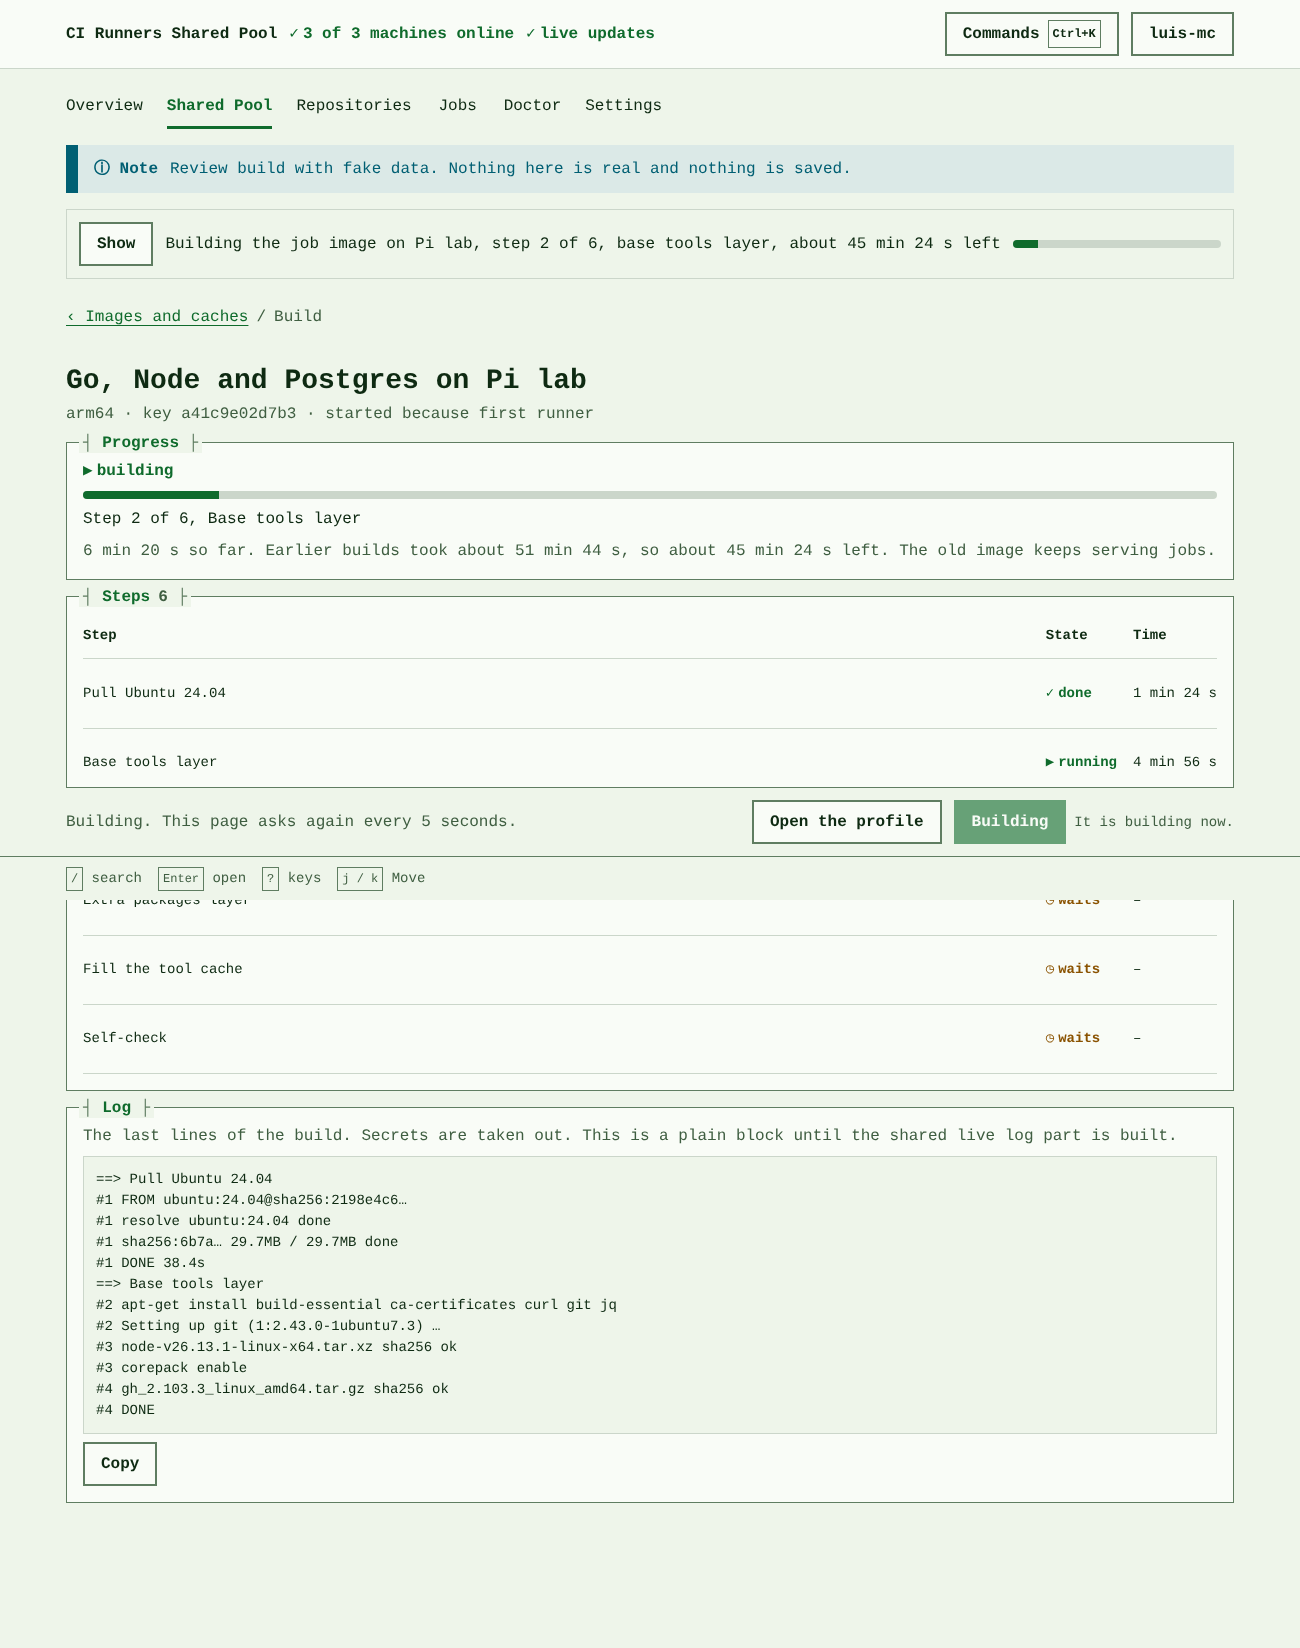 CI Runners Shared Pool ✓ 3 of 3 machines online ✓ live updates Commands Ctrl+K luis-mc
Overview Shared Pool Repositories Jobs Doctor Settings
ⓘ Note Review build with fake data. Nothing here is real and nothing is saved.
Show Building the job image on Pi lab, step 2 of 6, base tools layer, about 45 min 24 s left
‹ Images and caches / Build
Go, Node and Postgres on Pi lab
arm64 · key a41c9e02d7b3 · started because first runner
Progress
▶ building
Step 2 of 6, Base tools layer
6 min 20 s so far. Earlier builds took about 51 min 44 s, so about 45 min 24 s left. The old image keeps serving jobs.
Steps 6
Step State Time
Pull Ubuntu 24.04 ✓ done 1 min 24 s
Base tools layer ▶ running 4 min 56 s
Building. This page asks again every 5 seconds. Open the profile Building It is building now.
/ search Enter open ? keys j / k Move
Extra packages layer ◷ waits –
Fill the tool cache ◷ waits –
Self-check ◷ waits –
Log
The last lines of the build. Secrets are taken out. This is a plain block until the shared live log part is built.
==> Pull Ubuntu 24.04
#1 FROM ubuntu:24.04@sha256:2198e4c6…
#1 resolve ubuntu:24.04 done
#1 sha256:6b7a… 29.7MB / 29.7MB done
#1 DONE 38.4s
==> Base tools layer
#2 apt-get install build-essential ca-certificates curl git jq
#2 Setting up git (1:2.43.0-1ubuntu7.3) …
#3 node-v26.13.1-linux-x64.tar.xz sha256 ok
#3 corepack enable
#4 gh_2.103.3_linux_amd64.tar.gz sha256 ok
#4 DONE
Copy